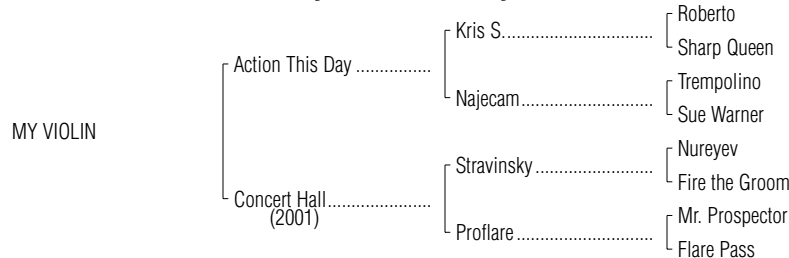 Roberto
Kris S.
Sharp Queen
Action This Day
Trempolino
Najecam
Sue Warner
MY VIOLIN
Nureyev
Stravinsky
Fire the Groom
Concert Hall
(2001)
Mr. Prospector
Proflare
Flare Pass